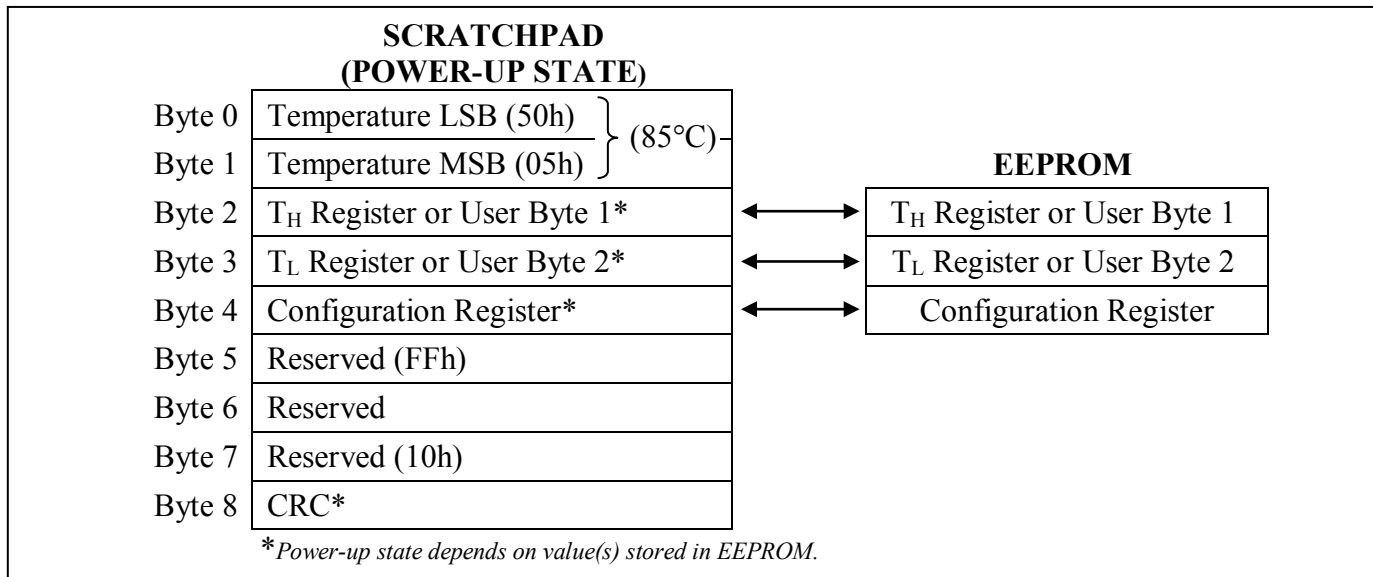 SCRATCHPAD
(POWER-UP STATE)
Byte 0 Temperature LSB (50h)
(85°C)
Byte 1 Temperature MSB (05h)
EEPROM
Byte 2 TH Register or User Byte 1* TH Register or User Byte 1
Byte 3 TL Register or User Byte 2* TL Register or User Byte 2
Byte 4 Configuration Register* Configuration Register
Byte 5 Reserved (FFh)
Byte 6 Reserved
Byte 7 Reserved (10h)
Byte 8 CRC*
*Power-up state depends on value(s) stored in EEPROM.